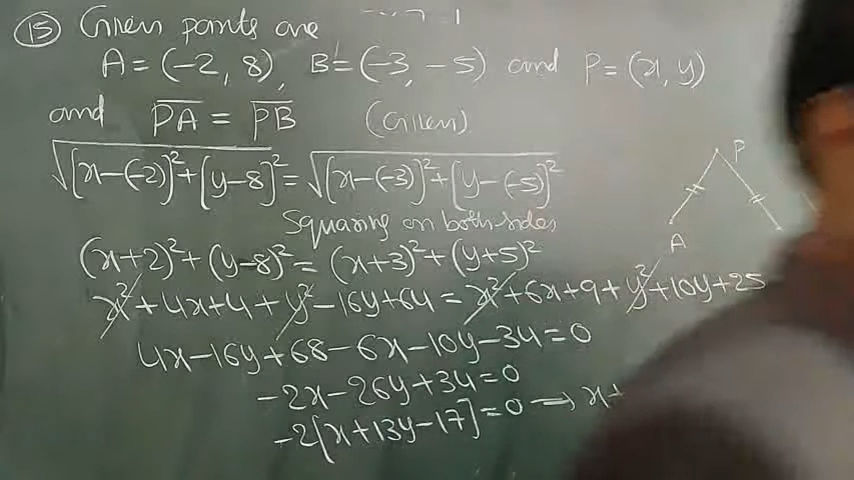 15 Given points are
A = (-2, 8), B = (-3, -5) and P = (x, y)
and PA = PB (Given)
√[x-(-2)]²+[y-8]² = √[x-(-3)]²+[y-(-5)]²
Squaring on both sides
(x+2)²+(y-8)² = (x+3)²+(y+5)²
x²+4x+4+y²-16y+64 = x²+6x+9+y²+10y+25
4x-16y+68-6x-10y-34=0
-2x-26y+34=0
-2[x+13y-17]=0 → x+
P
A